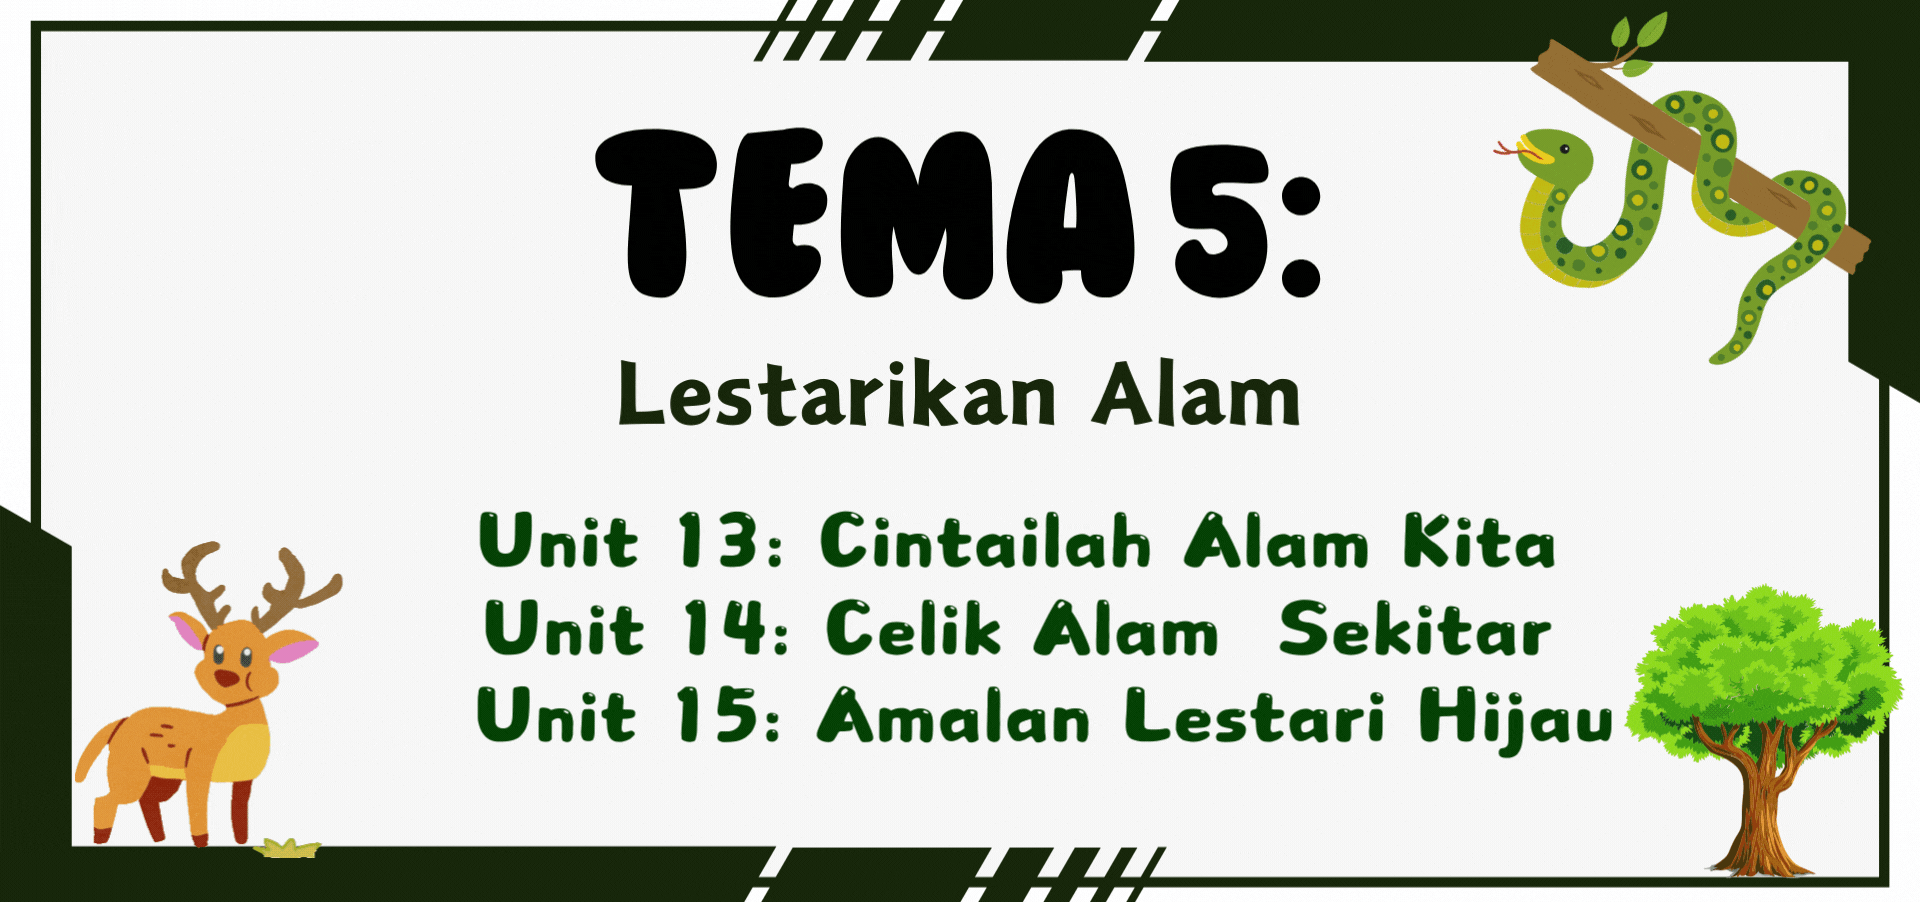 TEMA 5:
Lestarikan Alam
Unit 13: Cintailah Alam Kita
Unit 14: Celik Alam Sekitar
Unit 15: Amalan Lestari Hijau